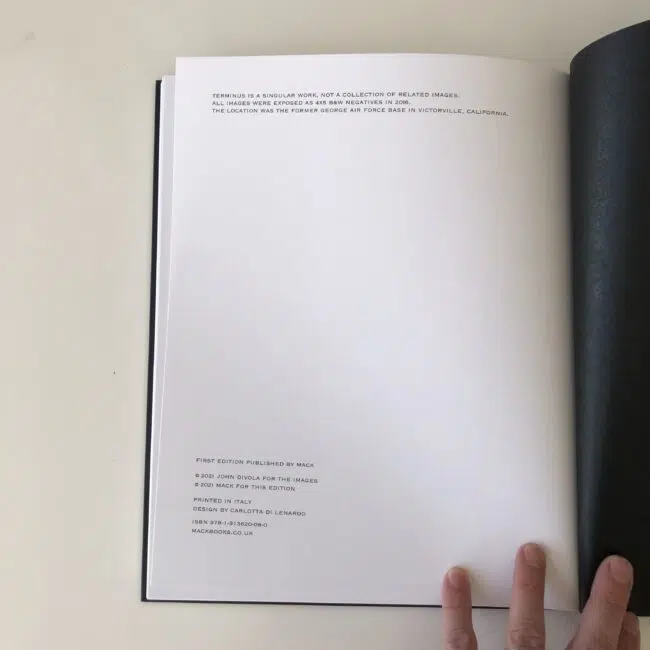 TERMINUS IS A SINGULAR WORK, NOT A COLLECTION OF RELATED IMAGES.
ALL IMAGES WERE EXPOSED AS 4X5 B&W NEGATIVES IN 2016.
THE LOCATION WAS THE FORMER GEORGE AIR FORCE BASE IN VICTORVILLE, CALIFORNIA.
FIRST EDITION PUBLISHED BY MACK
© 2021 JOHN DIVOLA FOR THE IMAGES
© 2021 MACK FOR THIS EDITION
PRINTED IN ITALY
DESIGN BY CARLOTTA DI LENARDO
ISBN 978-1-913620-08-0
MACKBOOKS.CO.UK